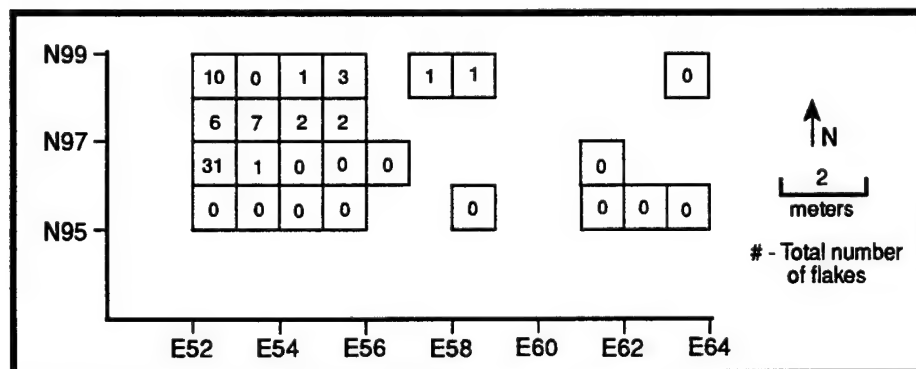 N99
10 0 1 3 1 1 0
6 7 2 2
N
N97
31 1 0 0 0 0
2
meters
0 0 0 0 0 0 0 0
N95
# - Total number
of flakes
E52 E54 E56 E58 E60 E62 E64